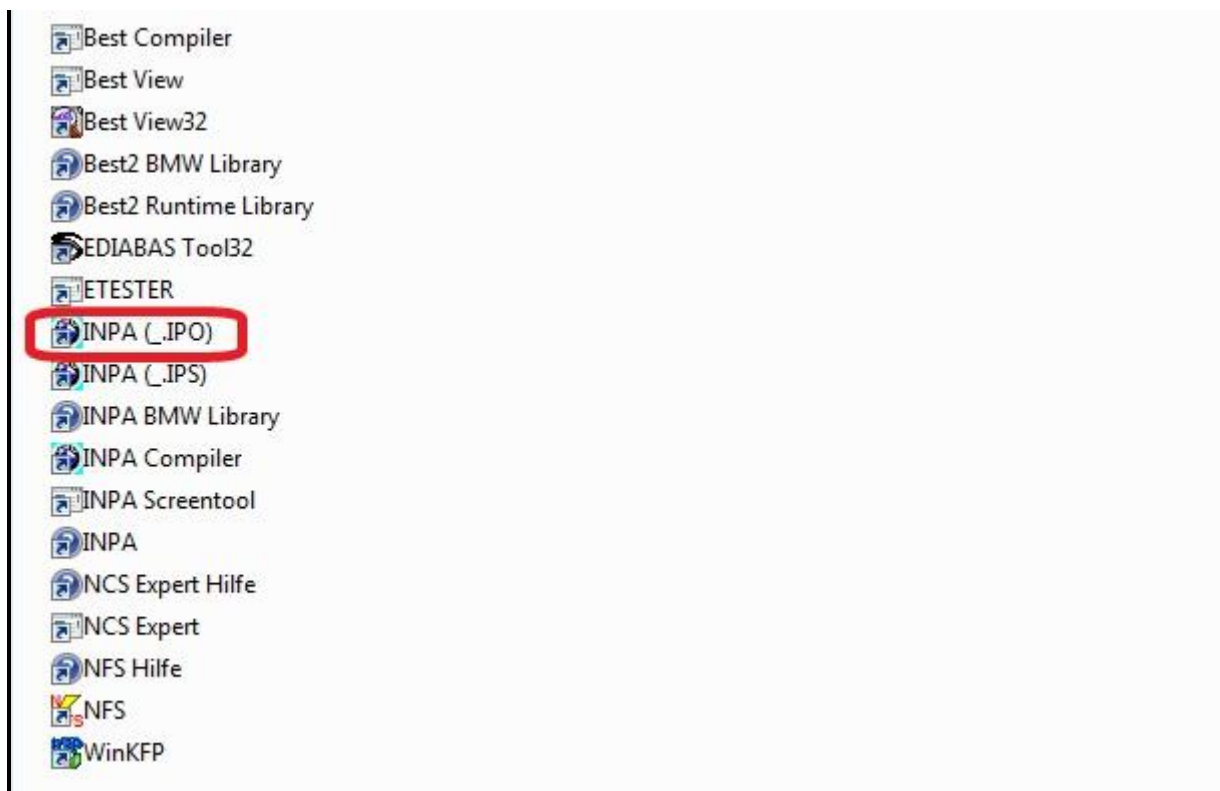 Best Compiler
Best View
Best View32
Best2 BMW Library
Best2 Runtime Library
EDIABAS Tool32
ETESTER
INPA (_.IPO)
INPA (_.IPS)
INPA BMW Library
INPA Compiler
INPA Screentool
INPA
NCS Expert Hilfe
NCS Expert
NFS Hilfe
NFS
WinKFP